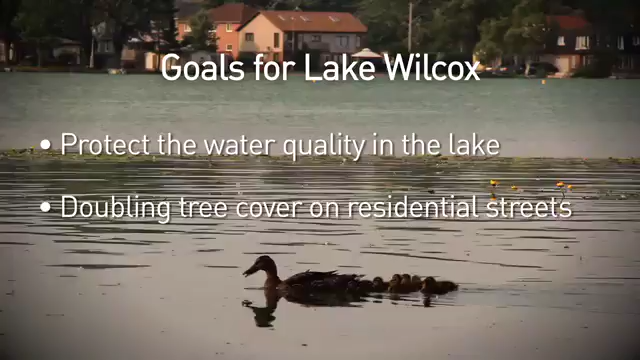 Goals for Lake Wilcox
• Protect the water quality in the lake
• Doubling tree cover on residential streets